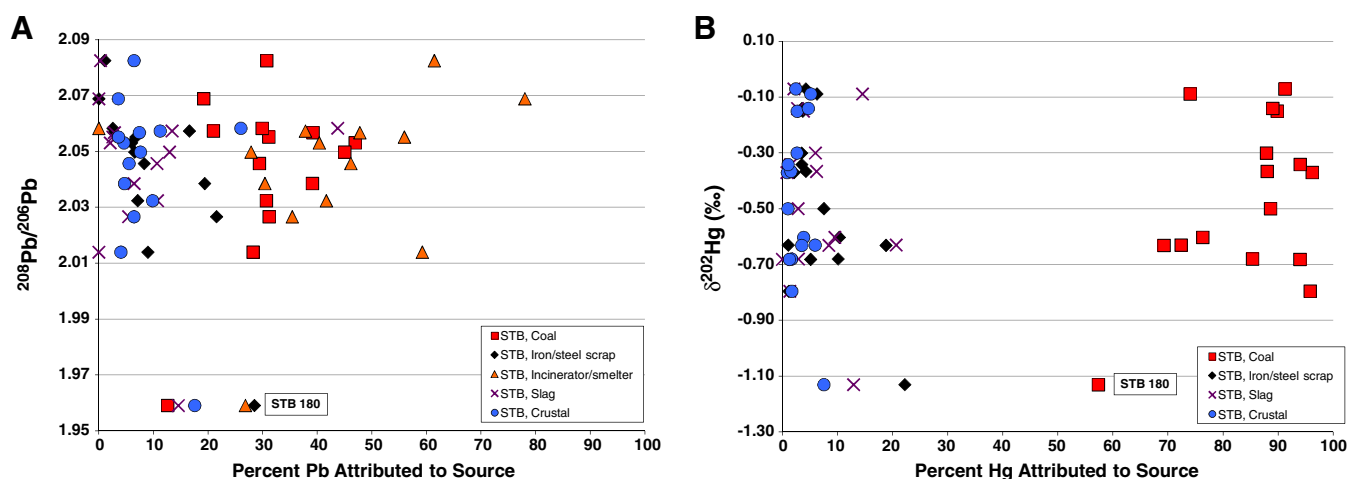 A
2.09
2.07
2.05
2.03
2.01
1.99
1.97
1.95
²⁰⁸Pb/²⁰⁶Pb
0 10 20 30 40 50 60 70 80 90 100
Percent Pb Attributed to Source
STB 180
STB, Coal
STB, Iron/steel scrap
STB, Incinerator/smelter
STB, Slag
STB, Crustal
B
0.10
-0.10
-0.30
-0.50
-0.70
-0.90
-1.10
-1.30
δ²⁰²Hg (‰)
0 10 20 30 40 50 60 70 80 90 100
Percent Hg Attributed to Source
STB 180
STB, Coal
STB, Iron/steel scrap
STB, Slag
STB, Crustal